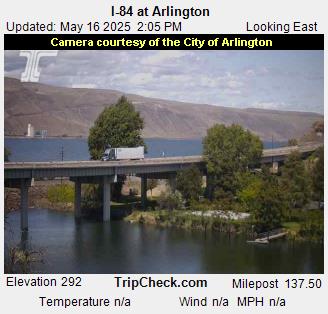 I-84 at Arlington
Updated: May 16 2025 2:05 PM Looking East
Camera courtesy of the City of Arlington
Elevation 292 TripCheck.com Milepost 137.50
Temperature n/a Wind n/a MPH n/a